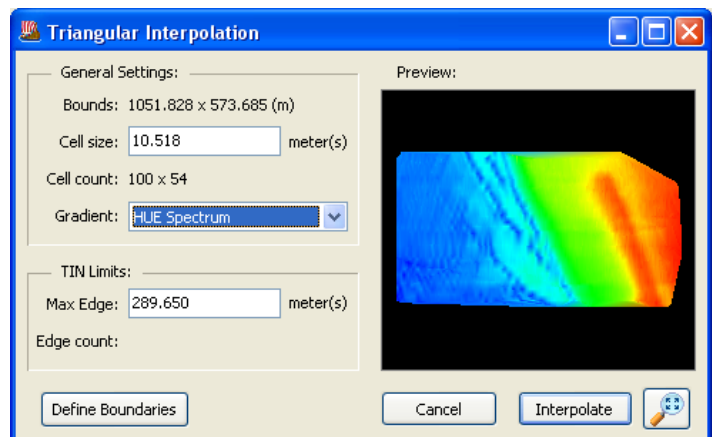 Triangular Interpolation
General Settings:
Bounds: 1051.828 x 573.685 (m)
Cell size: 10.518 meter(s)
Cell count: 100 x 54
Gradient: HUE Spectrum
TIN Limits:
Max Edge: 289.650 meter(s)
Edge count:
Preview:
Define Boundaries
Cancel
Interpolate